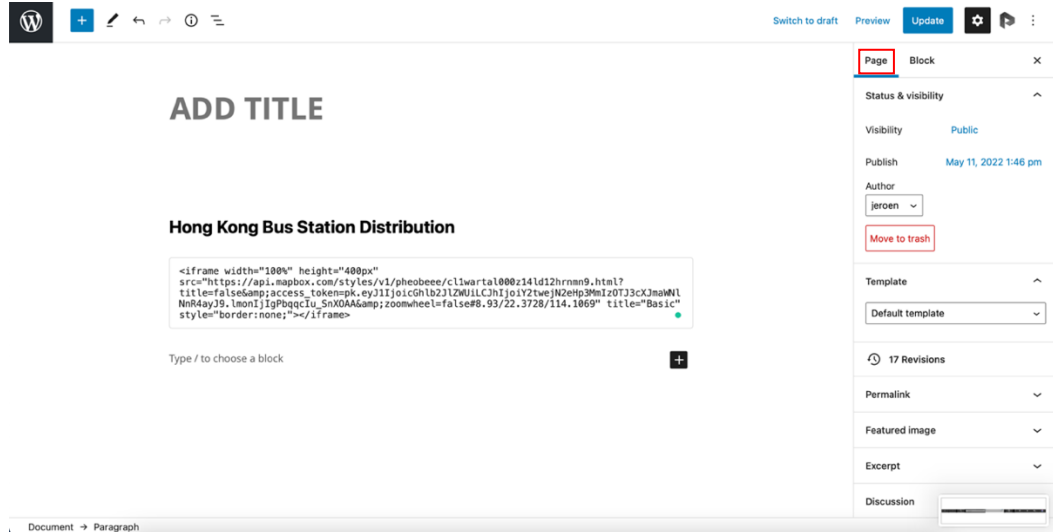 Switch to draft Preview Update
Page Block
Status & visibility
ADD TITLE
Visibility Public
Publish May 11, 2022 1:46 pm
Author
jeroen
Hong Kong Bus Station Distribution
Move to trash
<iframe width="100%" height="400px"
src="https://api.mapbox.com/styles/v1/pheobeee/cl1wartal000z14ld12hrnmn9.html?
title=false&amp;access_token=pk.eyJ1IjoicGhlb2JlZWUiLCJhIjoiY2twejN2eHp3MmIzOTJ3cXJmaWNl
NnR4ayJ9.lmonIjIgPbqqcIu_SnXOAA&amp;zoomwheel=false#8.93/22.3728/114.1069" title="Basic"
style="border:none;"></iframe>
Template
Default template
Type / to choose a block
17 Revisions
Permalink
Featured image
Excerpt
Discussion
Document → Paragraph